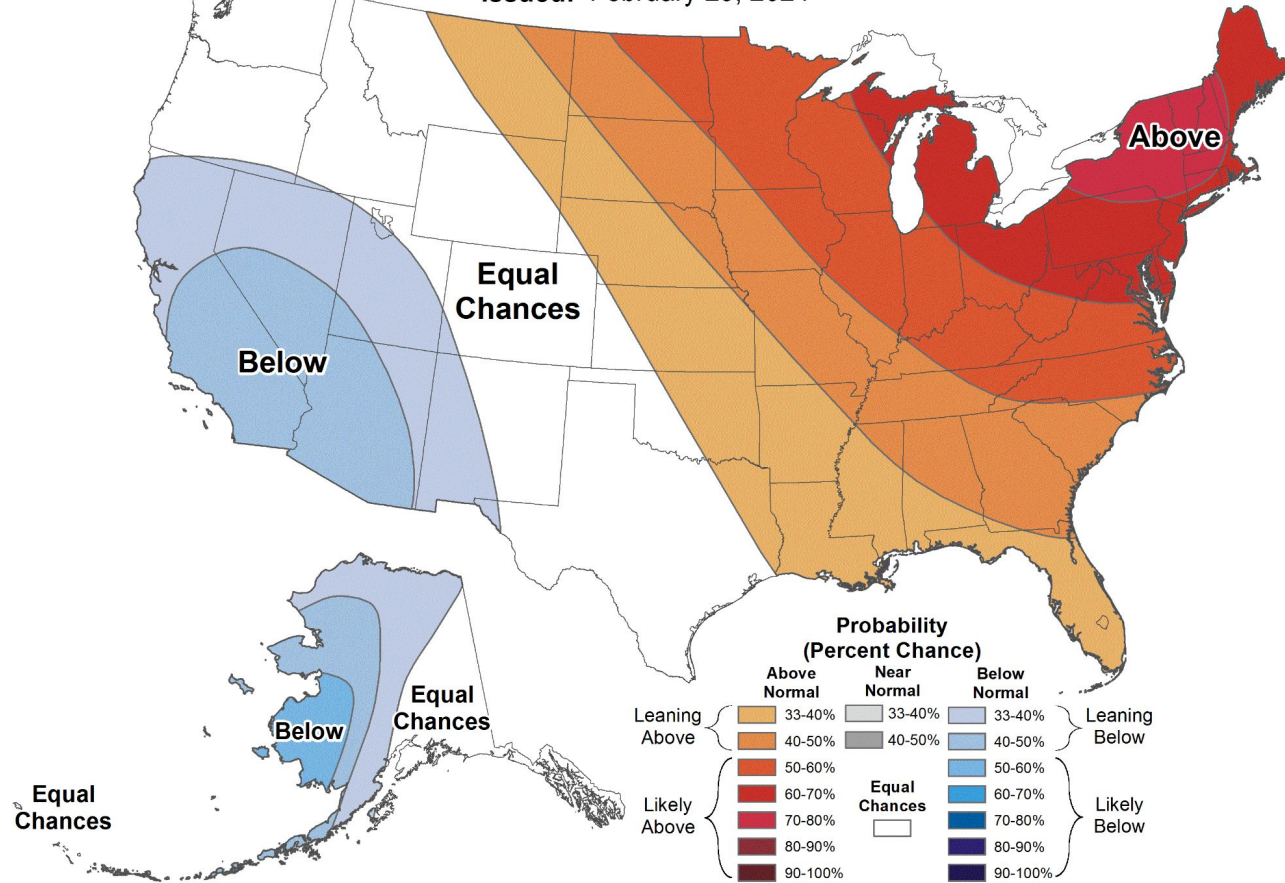 Above
Equal
Chances
Below
Equal
Chances
Below
Equal
Chances
Probability
(Percent Chance)
Above
Normal
Near
Normal
Below
Normal
Leaning
Above
33-40%
33-40%
33-40%
Leaning
Below
40-50%
40-50%
40-50%
50-60%
50-60%
Likely
Above
60-70%
Equal
Chances
60-70%
Likely
Below
70-80%
70-80%
80-90%
80-90%
90-100%
90-100%